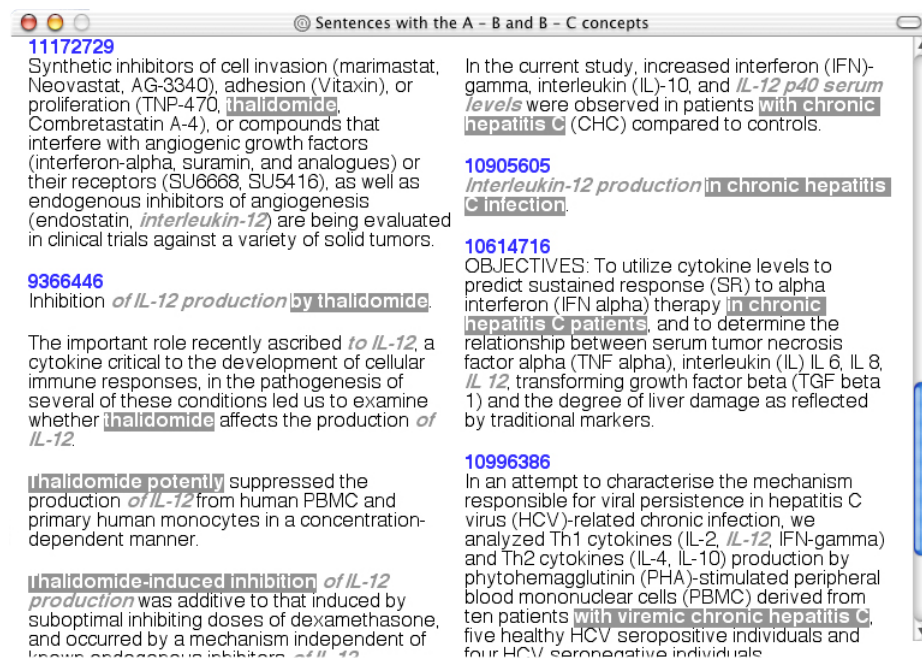 @ Sentences with the A – B and B – C concepts
11172729
Synthetic inhibitors of cell invasion (marimastat,
Neovastat, AG-3340), adhesion (Vitaxin), or
proliferation (TNP-470, thalidomide,
Combretastatin A-4), or compounds that
interfere with angiogenic growth factors
(interferon-alpha, suramin, and analogues) or
their receptors (SU6668, SU5416), as well as
endogenous inhibitors of angiogenesis
(endostatin, interleukin-12) are being evaluated
in clinical trials against a variety of solid tumors.
9366446
Inhibition of IL-12 production by thalidomide.
The important role recently ascribed to IL-12, a
cytokine critical to the development of cellular
immune responses, in the pathogenesis of
several of these conditions led us to examine
whether thalidomide affects the production of
IL-12.
Thalidomide potently suppressed the
production of IL-12 from human PBMC and
primary human monocytes in a concentration-
dependent manner.
Thalidomide-induced inhibition of IL-12
production was additive to that induced by
suboptimal inhibiting doses of dexamethasone,
and occurred by a mechanism independent of
known endogenous inhibitors of IL-12
In the current study, increased interferon (IFN)-
gamma, interleukin (IL)-10, and IL-12 p40 serum
levels were observed in patients with chronic
hepatitis C (CHC) compared to controls.
10905605
Interleukin-12 production in chronic hepatitis
C infection.
10614716
OBJECTIVES: To utilize cytokine levels to
predict sustained response (SR) to alpha
interferon (IFN alpha) therapy in chronic
hepatitis C patients, and to determine the
relationship between serum tumor necrosis
factor alpha (TNF alpha), interleukin (IL) IL 6, IL 8,
IL 12, transforming growth factor beta (TGF beta
1) and the degree of liver damage as reflected
by traditional markers.
10996386
In an attempt to characterise the mechanism
responsible for viral persistence in hepatitis C
virus (HCV)-related chronic infection, we
analyzed Th1 cytokines (IL-2, IL-12, IFN-gamma)
and Th2 cytokines (IL-4, IL-10) production by
phytohemagglutinin (PHA)-stimulated peripheral
blood mononuclear cells (PBMC) derived from
ten patients with viremic chronic hepatitis C,
five healthy HCV seropositive individuals and
four HCV seronegative individuals